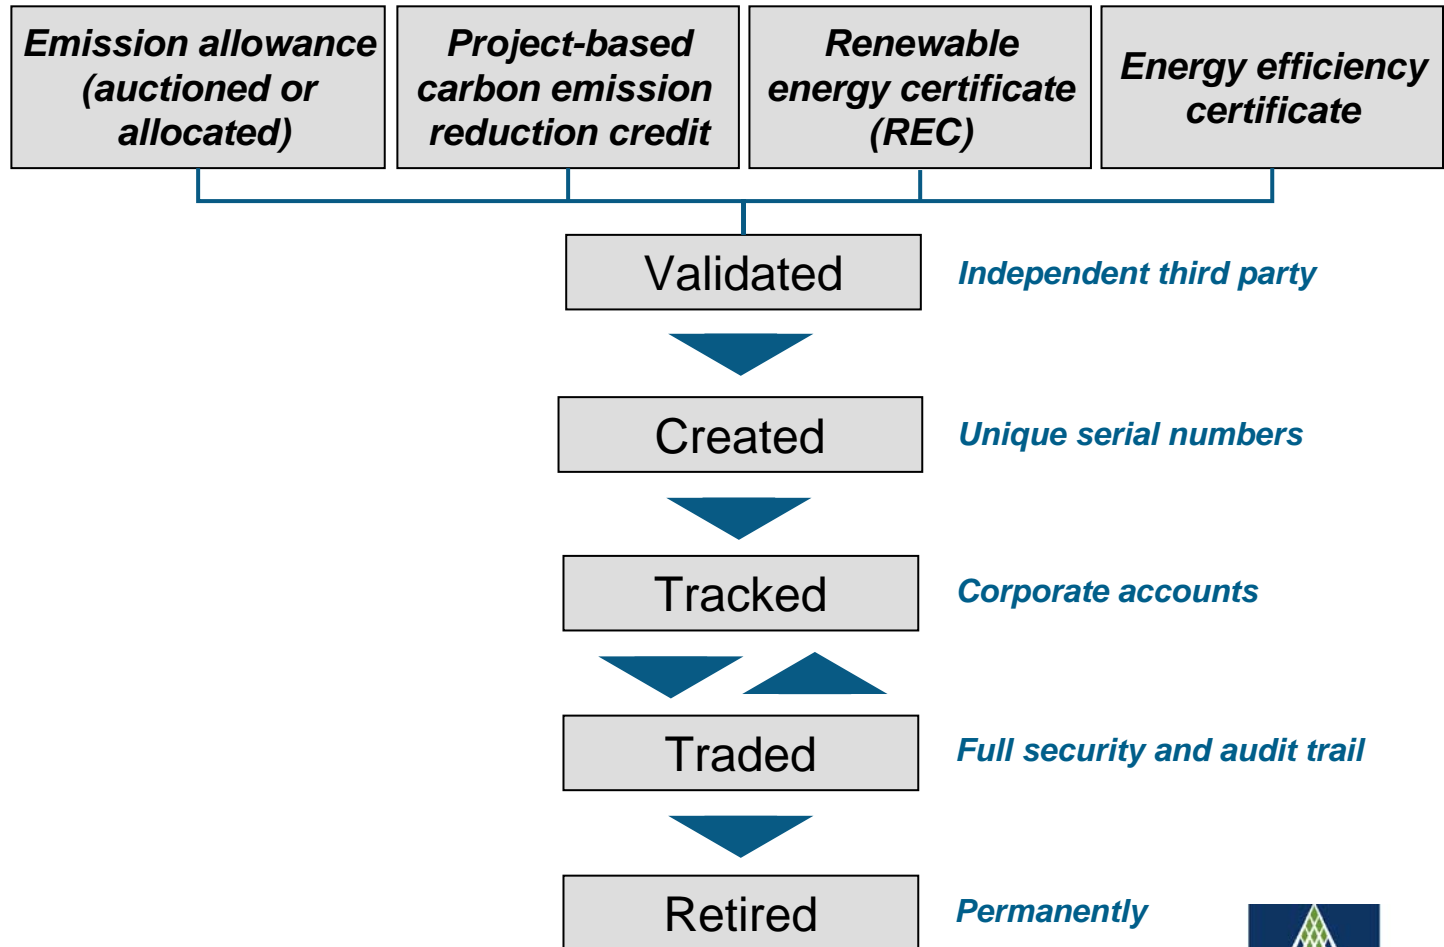 Emission allowance
(auctioned or
allocated)
Project-based
carbon emission
reduction credit
Renewable
energy certificate
(REC)
Energy efficiency
certificate
Validated
Independent third party
Created
Unique serial numbers
Tracked
Corporate accounts
Traded
Full security and audit trail
Retired
Permanently